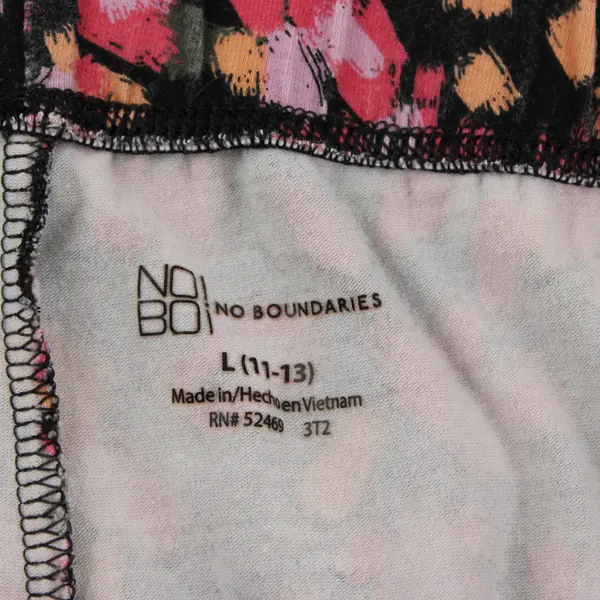 NO
BO
NO BOUNDARIES
L (11-13)
Made in/Hecho en Vietnam
RN# 52469 3T2